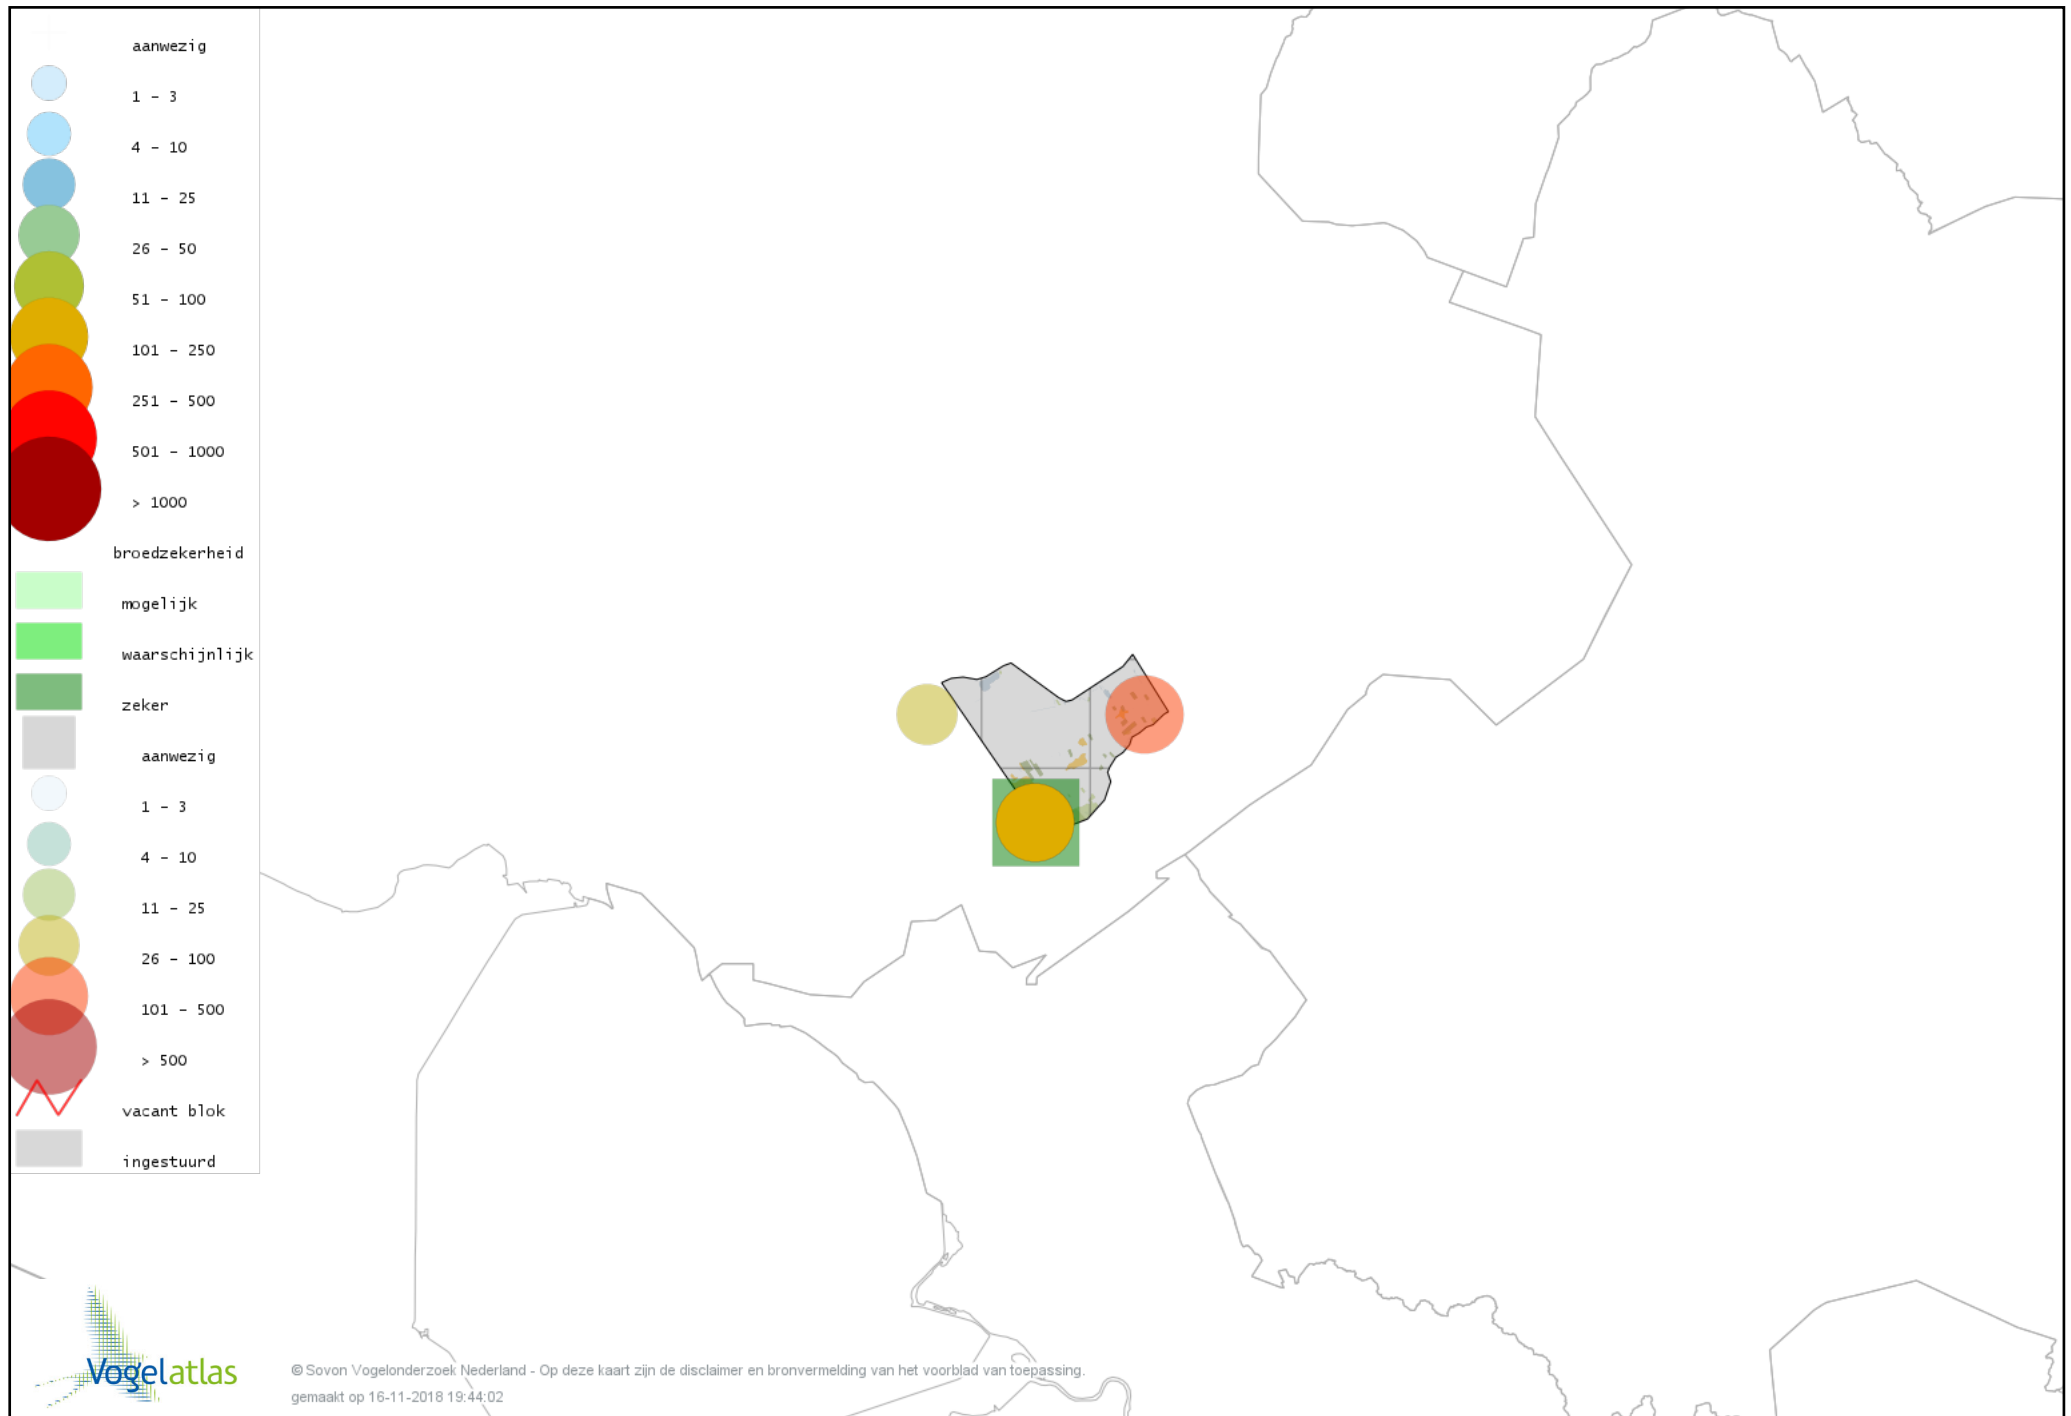 aanwezig
1 - 3
4 - 10
11 - 25
26 - 50
51 - 100
101 - 250
251 - 500
501 - 1000
> 1000
broedzekerheid
mogelijk
waarschijnlijk
zeker
aanwezig
1 - 3
4 - 10
11 - 25
26 - 100
101 - 500
> 500
vacant blok
ingestuurd
Vogelatlas
© Sovon Vogelonderzoek Nederland - Op deze kaart zijn de disclaimer en bronvermelding van het voorblad van toepassing.
gemaakt op 16-11-2018 19:44:02